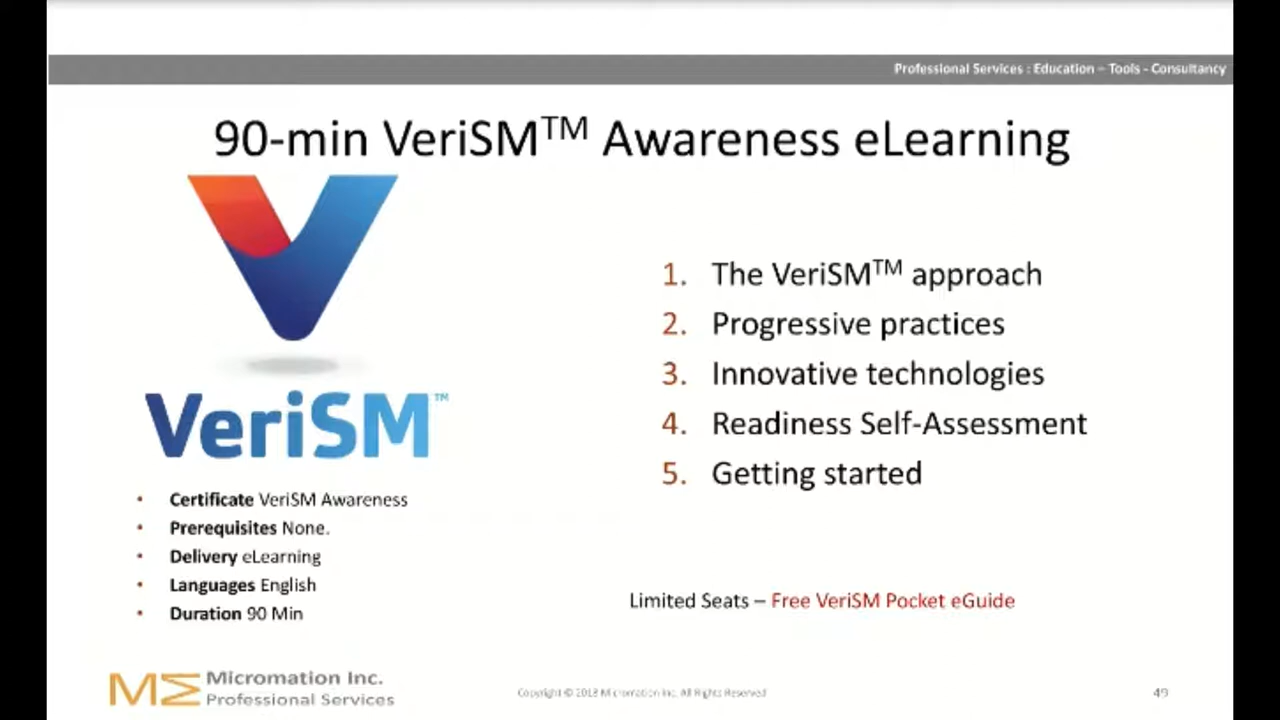 Professional Services : Education – Tools - Consultancy
90-min VeriSM™ Awareness eLearning
VeriSM™
1. The VeriSM™ approach
2. Progressive practices
3. Innovative technologies
4. Readiness Self-Assessment
5. Getting started
• Certificate VeriSM Awareness
• Prerequisites None.
• Delivery eLearning
• Languages English
• Duration 90 Min
Limited Seats – Free VeriSM Pocket eGuide
Micromation Inc.
Professional Services
Copyright © 2018 Micromation Inc. All Rights Reserved
49